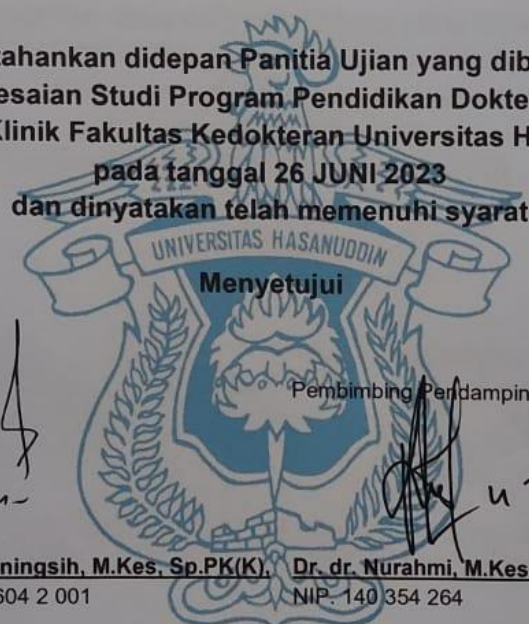 tahankan didepan Panitia Ujian yang dib
esaian Studi Program Pendidikan Dokte
Klinik Fakultas Kedokteran Universitas H
pada tanggal 26 JUNI 2023
dan dinyatakan telah memenuhi syarat
UNIVERSITAS HASANUDDIN
Menyetujui
Pembimbing Pendampin
ningsih, M.Kes, Sp.PK(K), Dr. dr. Nurahmi, M.Kes
604 2 001 NIP. 140 354 264